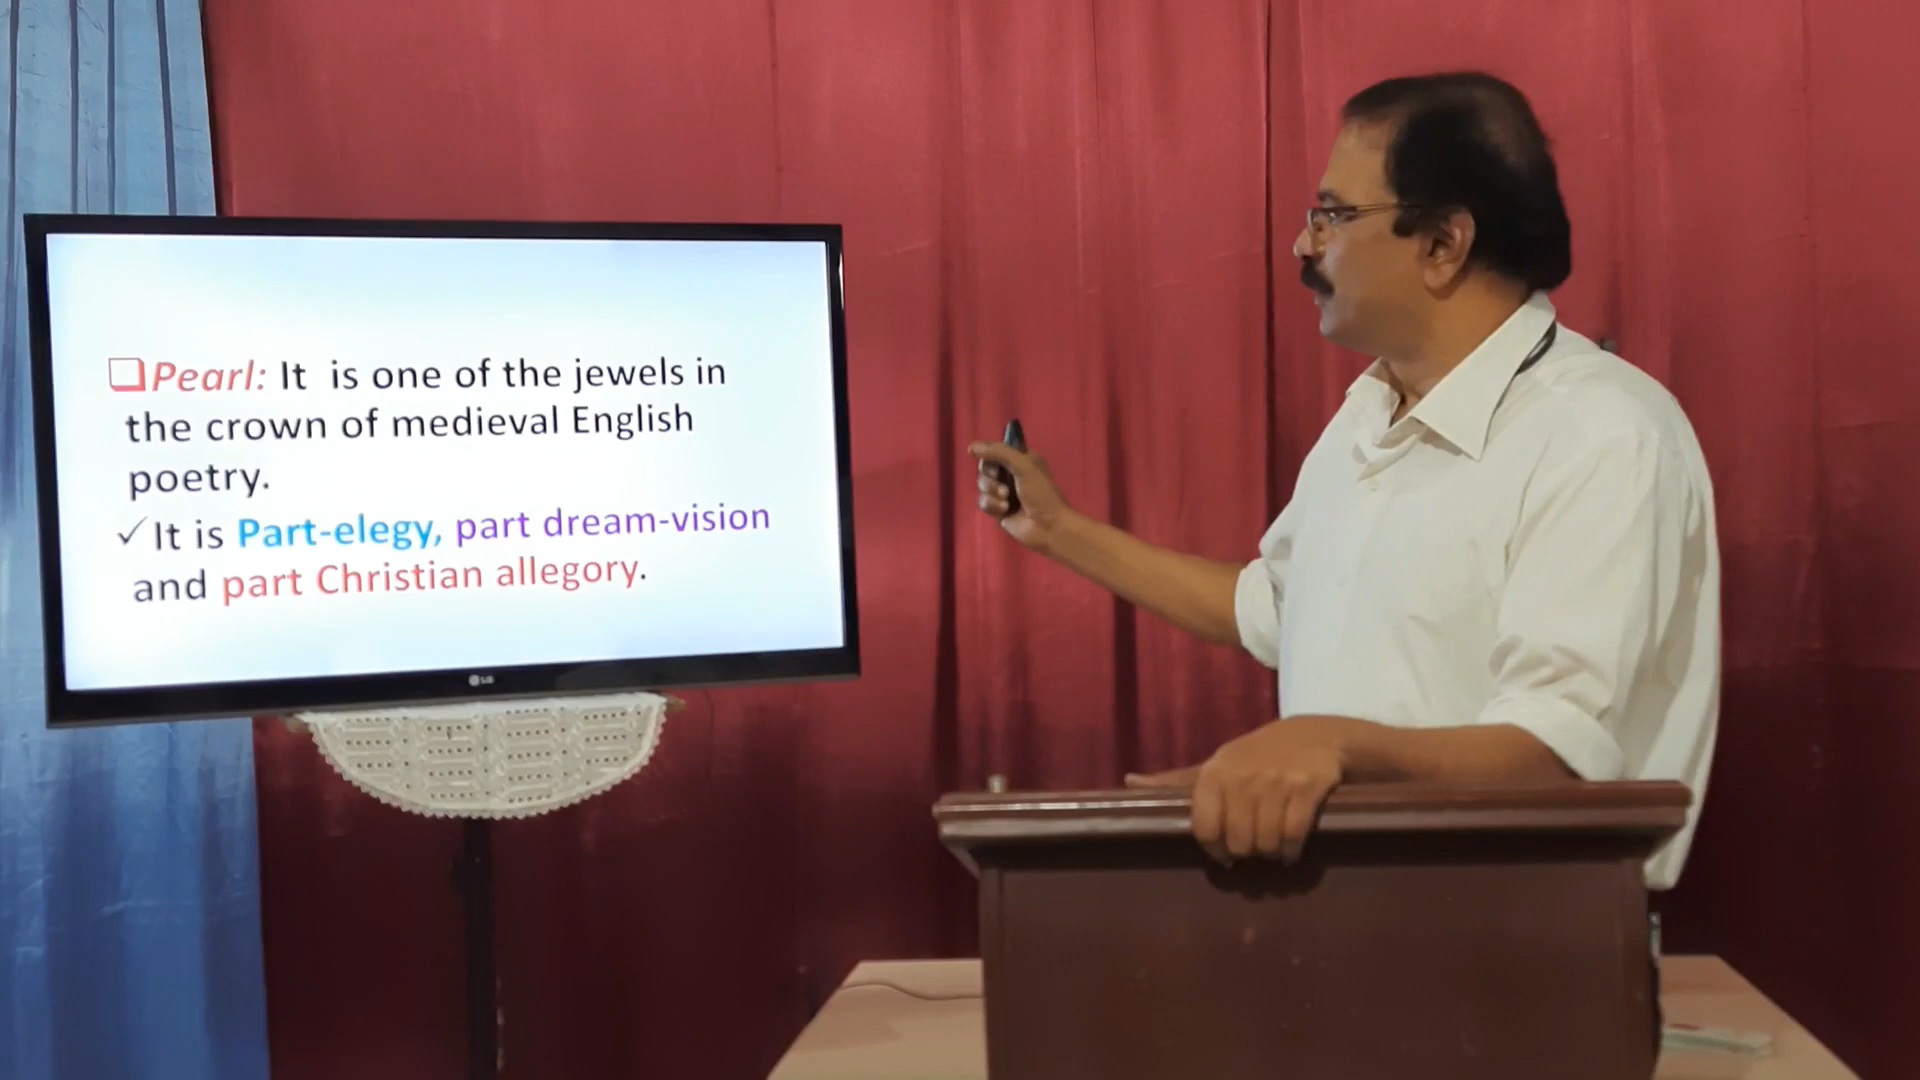 ❑Pearl: It is one of the jewels in
the crown of medieval English
poetry.
✓It is Part-elegy, part dream-vision
and part Christian allegory.
LG